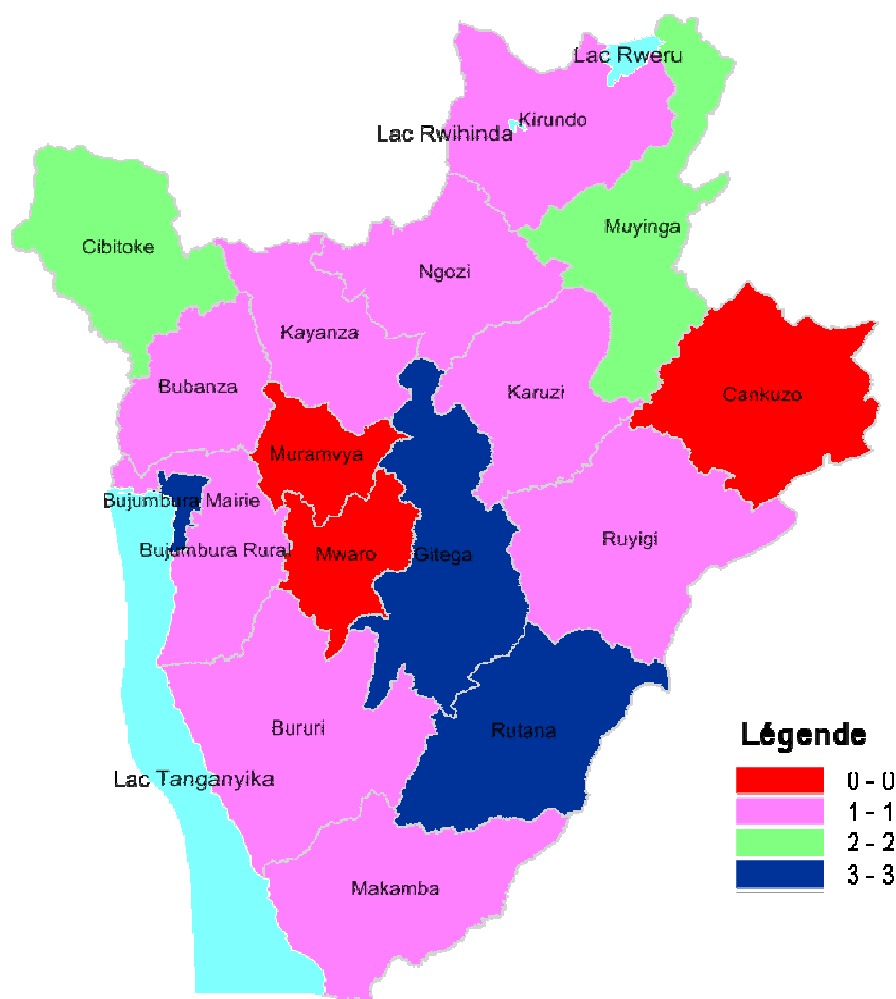 Lac Rweru
Kirundo
Lac Rwihinda
Muyinga
Cibitoke
Ngozi
Kayanza
Bubanza
Karuzi
Cankuzo
Muramvya
Bujumbura Mairie
Ruyigi
Bujumbura Rural
Mwaro
Gitega
Bururi
Rutana
Lac Tanganyika
Makamba
Légende
0 - 0
1 - 1
2 - 2
3 - 3